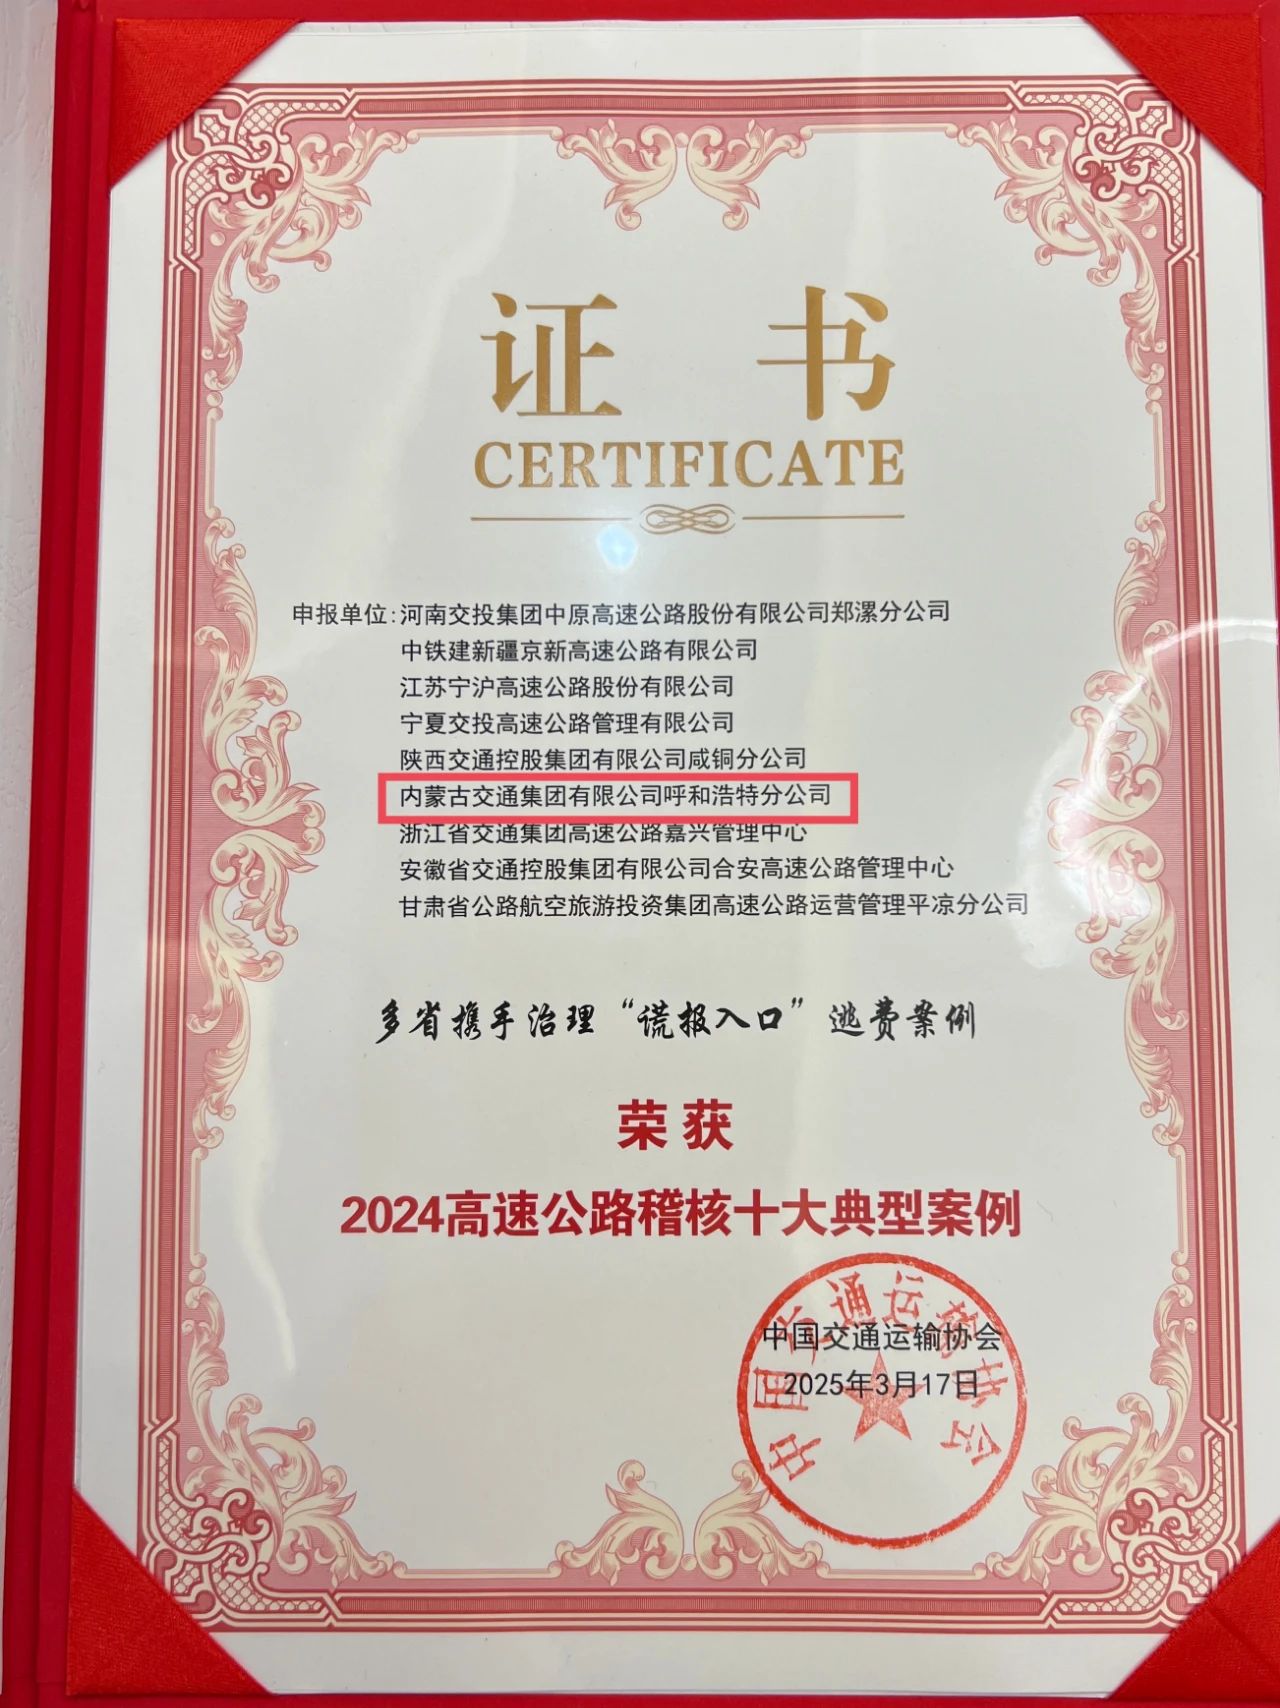 证 书
CERTIFICATE
申报单位:河南交投集团中原高速公路股份有限公司郑漯分公司
中铁建新疆京新高速公路有限公司
江苏宁沪高速公路股份有限公司
宁夏交投高速公路管理有限公司
陕西交通控股集团有限公司咸铜分公司
内蒙古交通集团有限公司呼和浩特分公司
浙江省交通集团高速公路嘉兴管理中心
安徽省交通控股集团有限公司合安高速公路管理中心
甘肃省公路航空旅游投资集团高速公路运营管理平凉分公司
多省携手治理“谎报入口”逃费案例
荣获
2024高速公路稽核十大典型案例
中国交通运输协会
中国交通运输协会
2025年3月17日